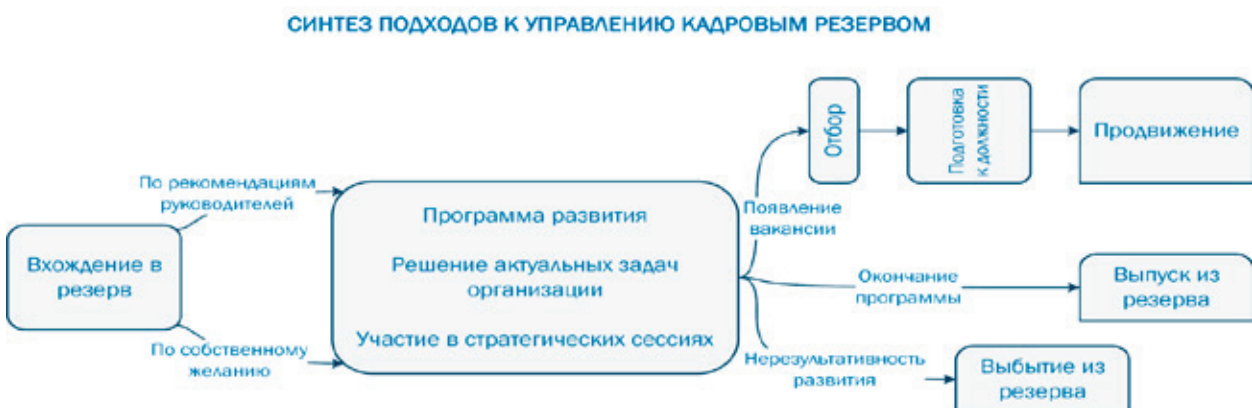 СИНТЕЗ ПОДХОДОВ К УПРАВЛЕНИЮ КАДРОВЫМ РЕЗЕРВОМ
Вхождение в
резерв
По рекомендациям
руководителей
По собственному
желанию
Программа развития
Решение актуальных задач
организации
Участие в стратегических сессиях
Появление
вакансии
Отбор
Подготовка
к должности
Продвижение
Окончание
программы
Выпуск из
резерва
Нерезультативность
развития
Выбытие из
резерва